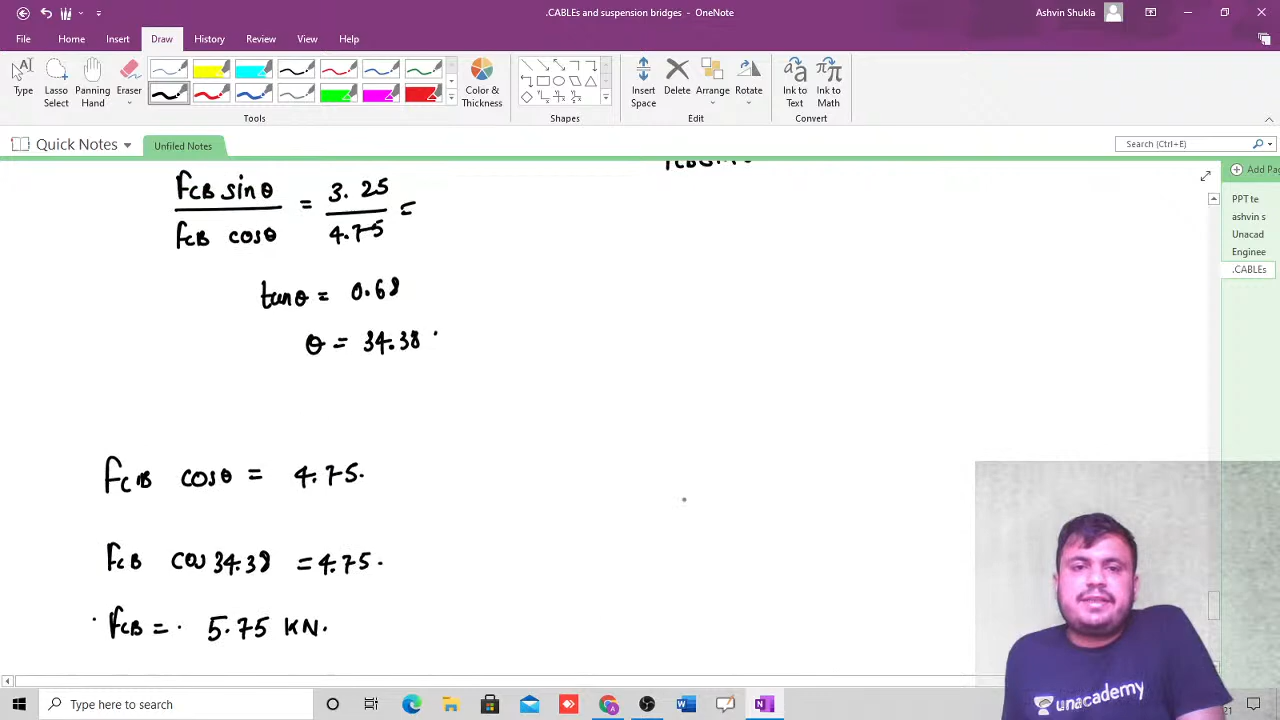 .CABLEs and suspension bridges - OneNote
Ashvin Shukla
File Home Insert Draw History Review View Help
Type
Lasso Select
Panning Hand
Eraser
Color & Thickness
Insert Space
Delete
Arrange
Rotate
Ink to Text
Ink to Math
Tools
Shapes
Edit
Convert
Quick Notes
Unfiled Notes
Search (Ctrl+E)
Add Pag
PPT te
ashvin s
Unacad
Enginee
.CABLEs
FCB sinθ / FCB cosθ = 3.25 / 4.75 =
tanθ = 0.68
θ = 34.38
FCB cosθ = 4.75.
FCB cos 34.38 = 4.75.
FCB = 5.75 KN.
unacademy
Type here to search
21